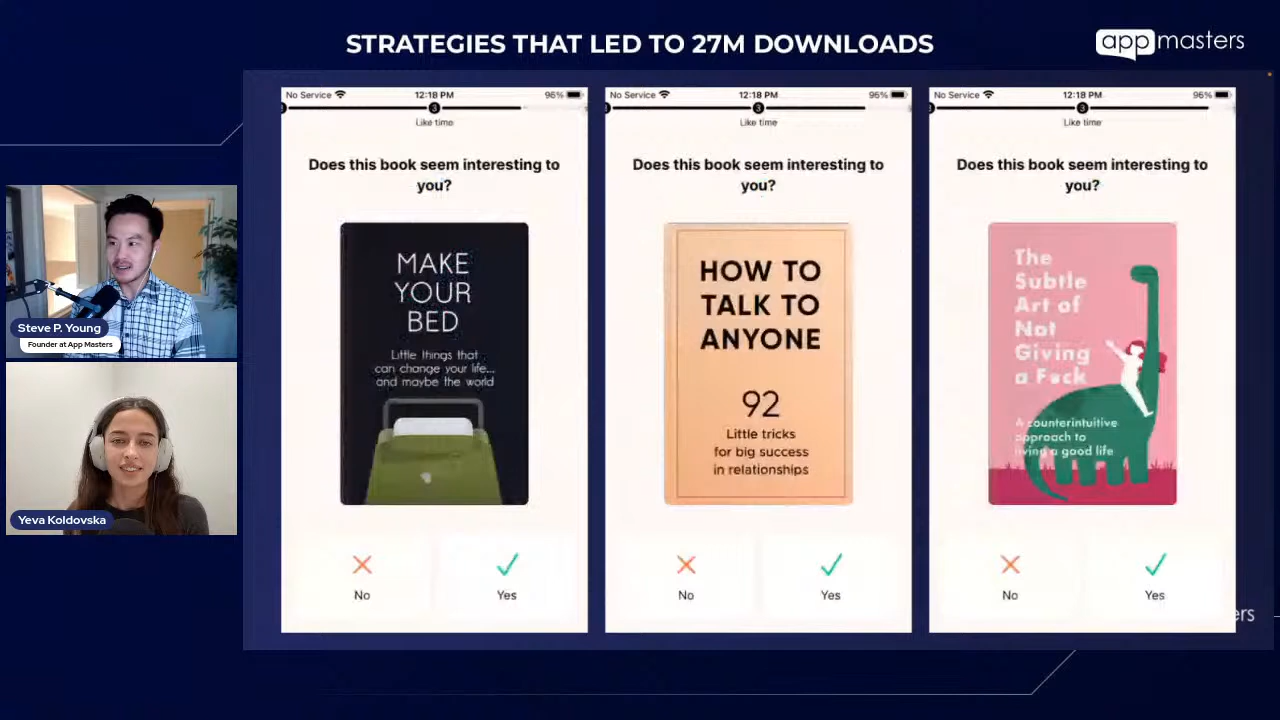 STRATEGIES THAT LED TO 27M DOWNLOADS
app masters
No Service 12:18 PM 96%
3
Like time
Does this book seem interesting to
you?
MAKE
YOUR
BED
Little things that
can change your life...
and maybe the world
No Yes
No Service 12:18 PM 96%
3
Like time
Does this book seem interesting to
you?
HOW TO
TALK TO
ANYONE
92
Little tricks
for big success
in relationships
No Yes
No Service 12:18 PM 96%
3
Like time
Does this book seem interesting to
you?
The
Subtle
Art of
Not
Giving
a F*ck
A counterintuitive
approach to
living a good life
No Yes
Steve P. Young
Founder at App Masters
Yeva Koldovska
ers